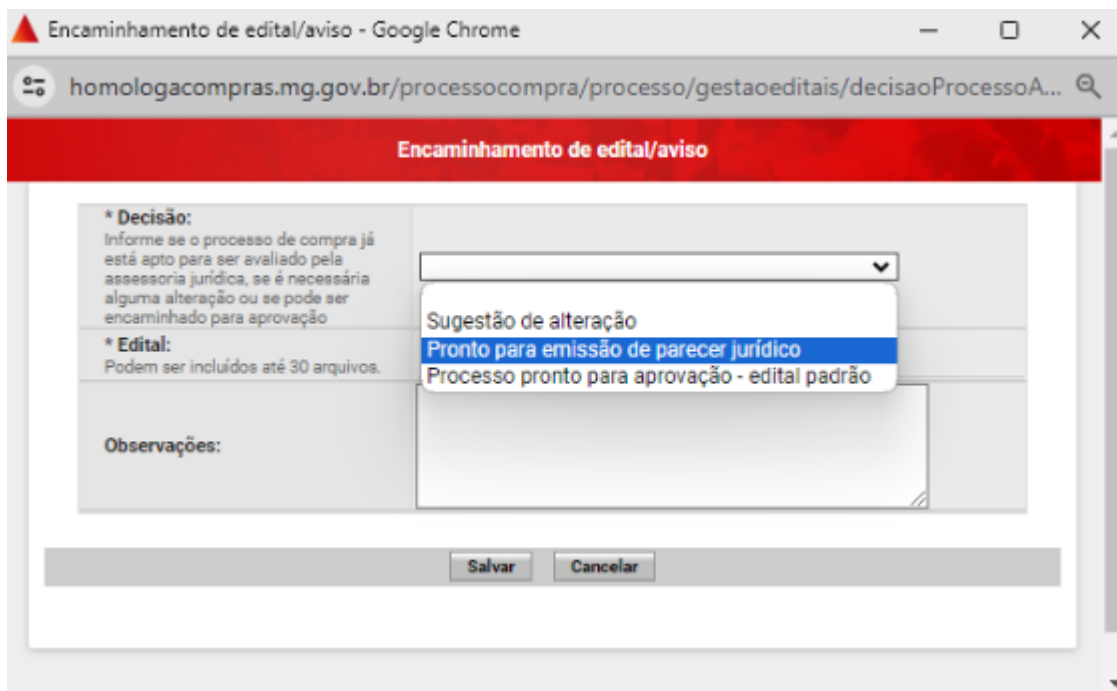 Encaminhamento de edital/aviso - Google Chrome
homologacompras.mg.gov.br/processocompra/processo/gestaoeditais/decisaoProcessoA...
Encaminhamento de edital/aviso
* Decisão:
Informe se o processo de compra já
está apto para ser avaliado pela
assessoria jurídica, se é necessária
alguma alteração ou se pode ser
encaminhado para aprovação
Sugestão de alteração
Pronto para emissão de parecer jurídico
Processo pronto para aprovação - edital padrão
* Edital:
Podem ser incluídos até 30 arquivos.
Observações:
Salvar
Cancelar